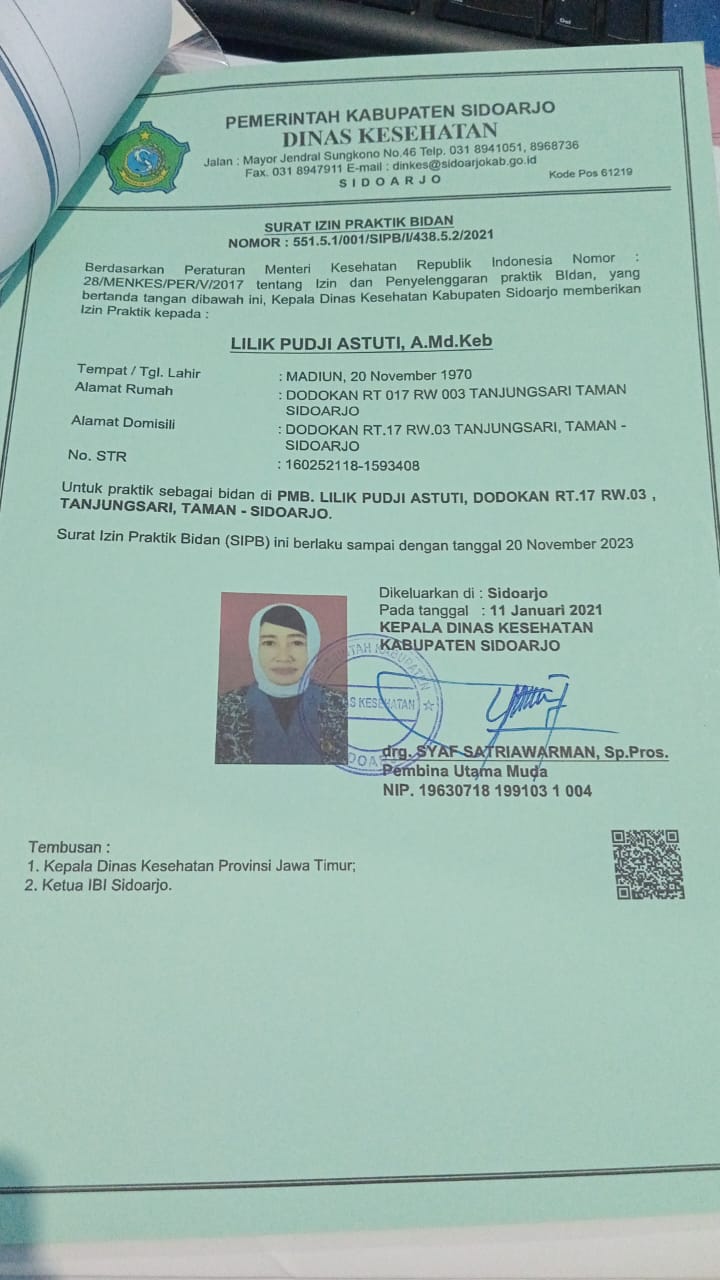 PEMERINTAH KABUPATEN SIDOARJO
DINAS KESEHATAN
Jalan : Mayor Jendral Sungkono No.46 Telp. 031 8941051, 8968736
Fax. 031 8947911 E-mail : dinkes@sidoarjokab.go.id
S I D O A R J O
Kode Pos 61219
SURAT IZIN PRAKTIK BIDAN
NOMOR : 551.5.1/001/SIPB/I/438.5.2/2021
Berdasarkan Peraturan Menteri Kesehatan Republik Indonesia Nomor :
28/MENKES/PER/V/2017 tentang Izin dan Penyelenggaran praktik BIdan, yang
bertanda tangan dibawah ini, Kepala Dinas Kesehatan Kabupaten Sidoarjo memberikan
Izin Praktik kepada :
LILIK PUDJI ASTUTI, A.Md.Keb
Tempat / Tgl. Lahir : MADIUN, 20 November 1970
Alamat Rumah : DODOKAN RT 017 RW 003 TANJUNGSARI TAMAN
SIDOARJO
Alamat Domisili : DODOKAN RT.17 RW.03 TANJUNGSARI, TAMAN -
SIDOARJO
No. STR : 160252118-1593408
Untuk praktik sebagai bidan di PMB. LILIK PUDJI ASTUTI, DODOKAN RT.17 RW.03 ,
TANJUNGSARI, TAMAN - SIDOARJO.
Surat Izin Praktik Bidan (SIPB) ini berlaku sampai dengan tanggal 20 November 2023
Dikeluarkan di : Sidoarjo
Pada tanggal : 11 Januari 2021
KEPALA DINAS KESEHATAN
KABUPATEN SIDOARJO
drg. SYAF SATRIAWARMAN, Sp.Pros.
Pembina Utama Muda
NIP. 19630718 199103 1 004
Tembusan :
1. Kepala Dinas Kesehatan Provinsi Jawa Timur;
2. Ketua IBI Sidoarjo.